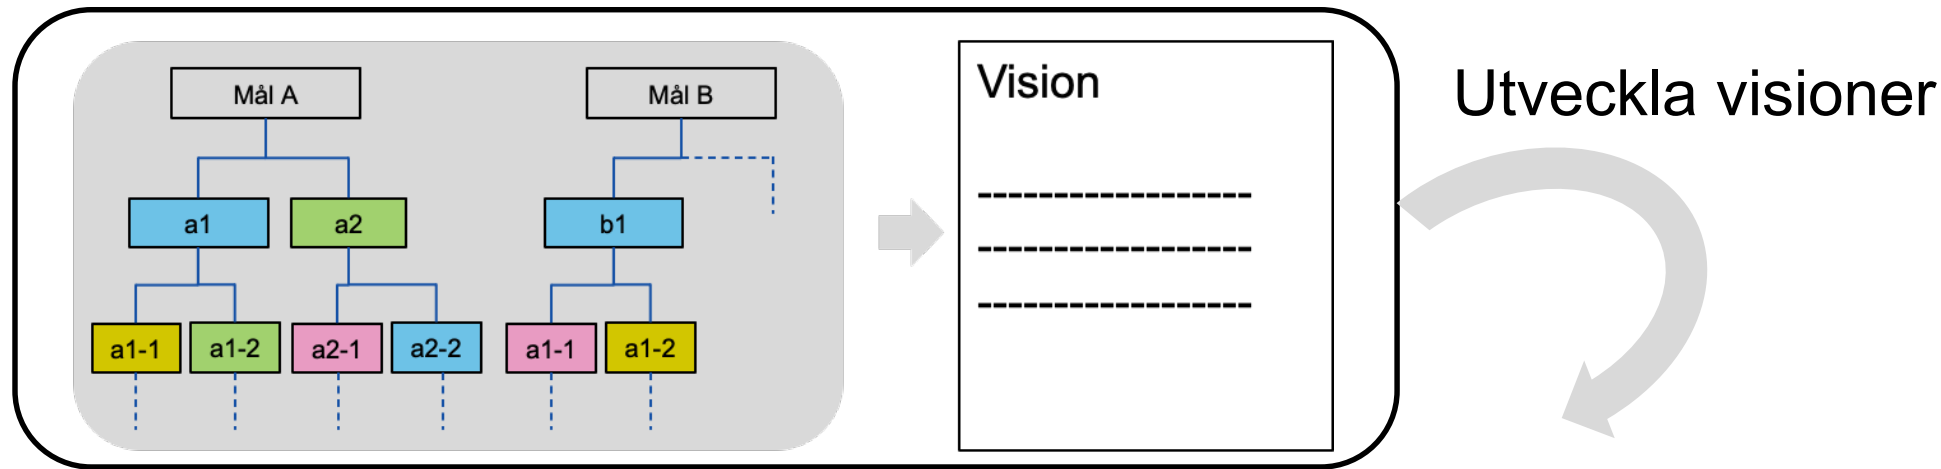 Mål A
Mål B
Vision
Utveckla visioner
a1
a2
b1
a1-1
a1-2
a2-1
a2-2
a1-1
a1-2